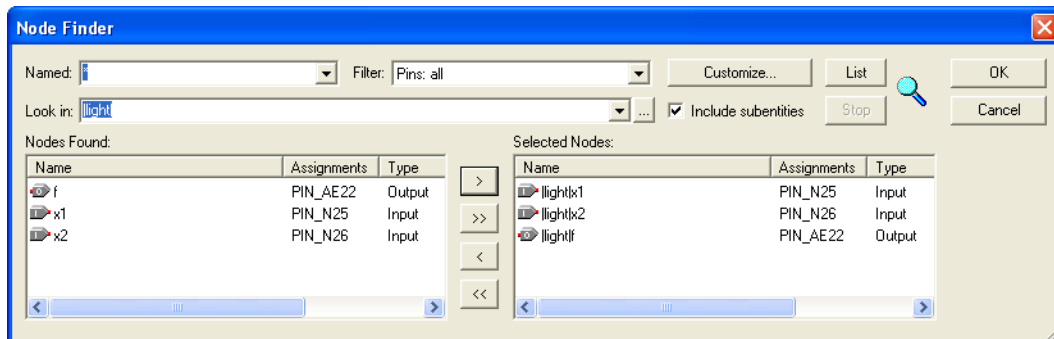 Node Finder
Named: * Filter: Pins: all Customize... List OK
Look in: |light| ... Include subentities Stop Cancel
Nodes Found: Selected Nodes:
Name Assignments Type > Name Assignments Type
f PIN_AE22 Output |light|x1 PIN_N25 Input
x1 PIN_N25 Input >> |light|x2 PIN_N26 Input
x2 PIN_N26 Input |light|f PIN_AE22 Output
<
<<